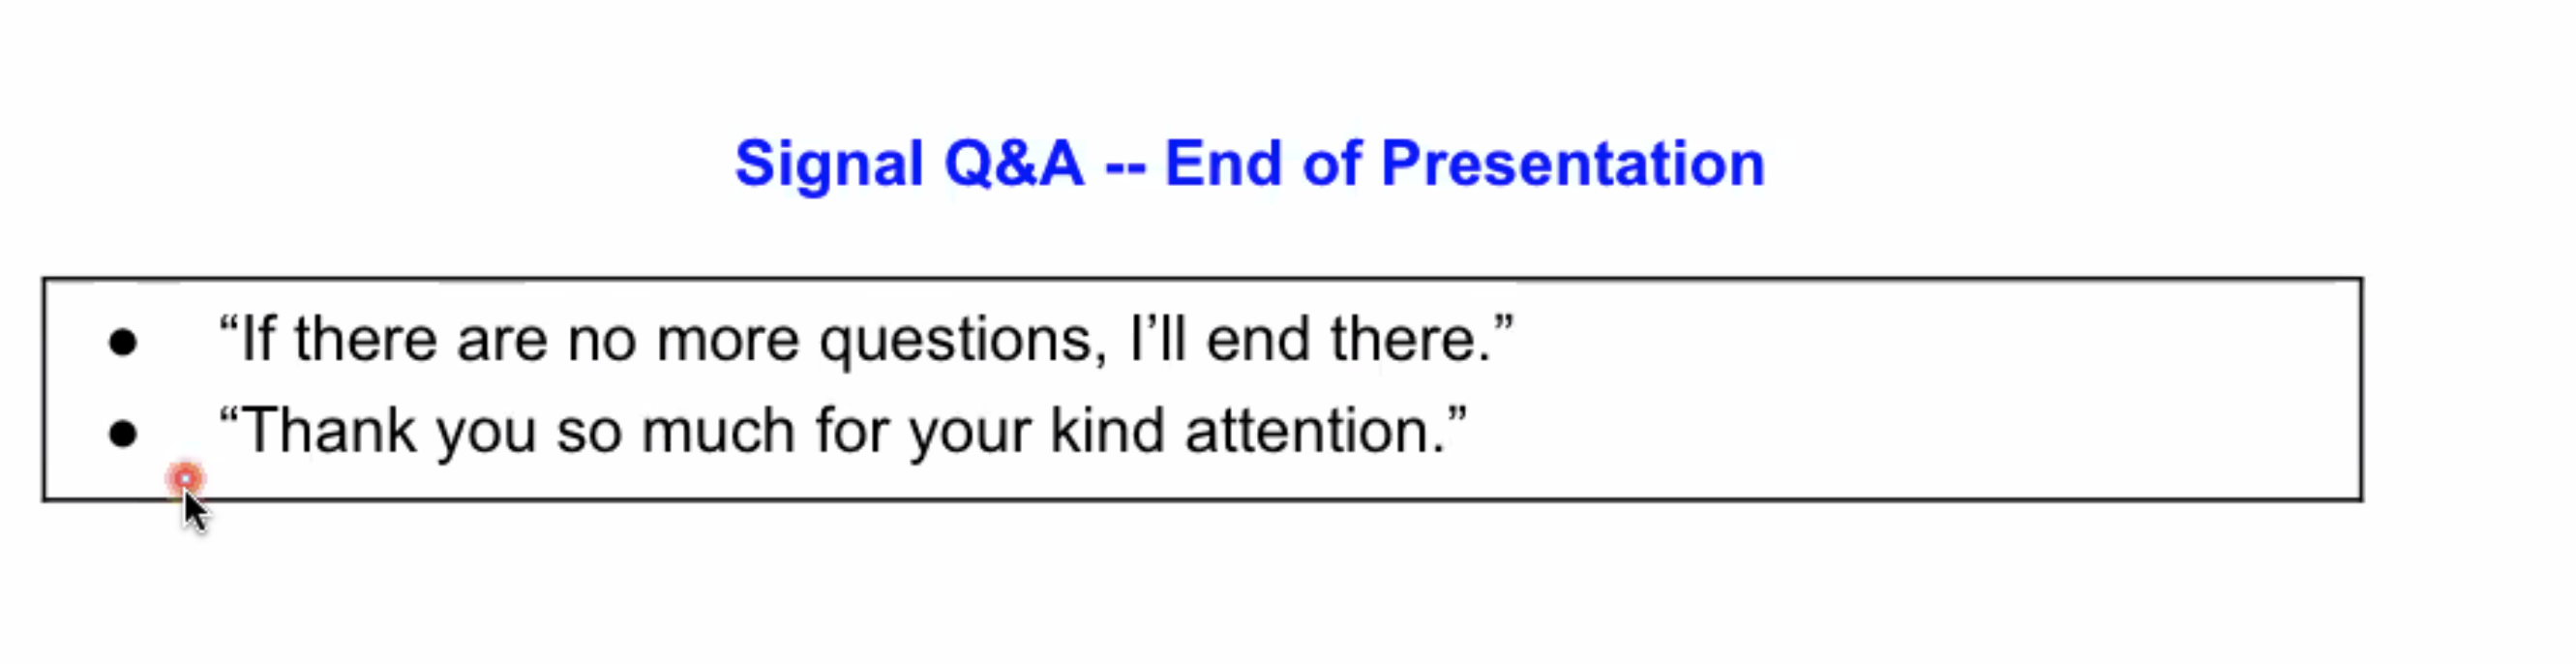 Signal Q&A -- End of Presentation
● “If there are no more questions, I’ll end there.”
● “Thank you so much for your kind attention.”